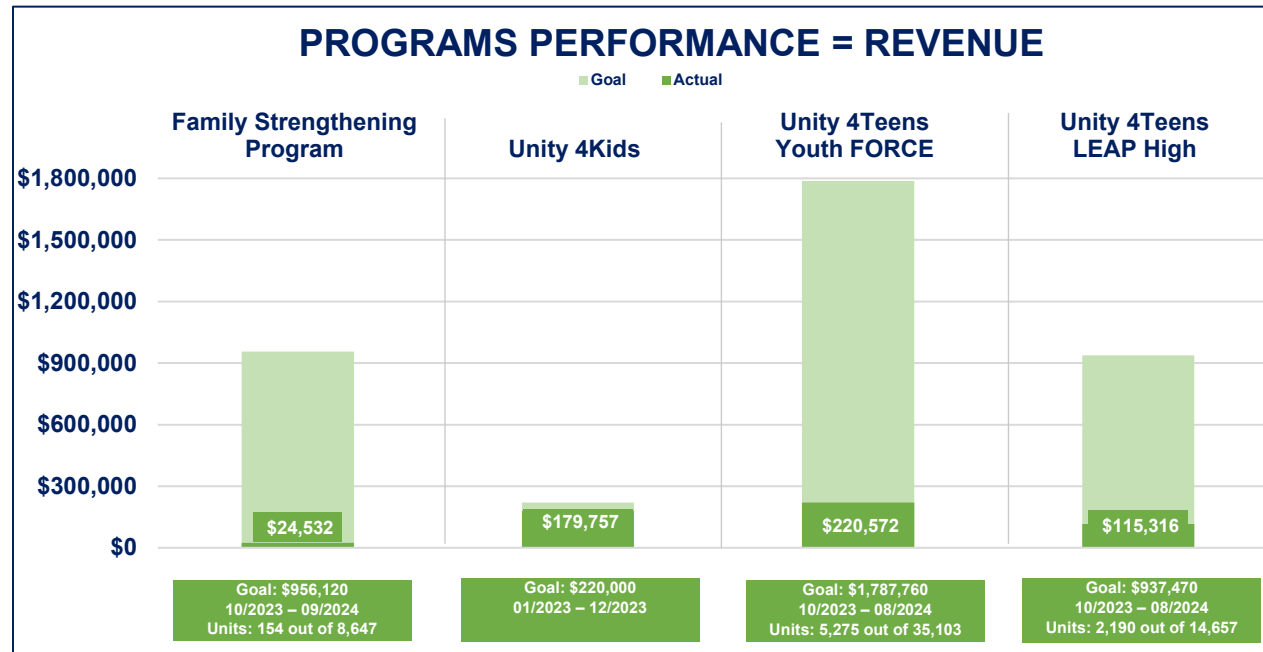 PROGRAMS PERFORMANCE = REVENUE
Goal
Actual
Family Strengthening
Program
Unity 4Kids
Unity 4Teens
Youth FORCE
Unity 4Teens
LEAP High
$1,800,000
$1,500,000
$1,200,000
$900,000
$600,000
$300,000
$0
$24,532
$179,757
$220,572
$115,316
Goal: $956,120
10/2023 – 09/2024
Units: 154 out of 8,647
Goal: $220,000
01/2023 – 12/2023
Goal: $1,787,760
10/2023 – 08/2024
Units: 5,275 out of 35,103
Goal: $937,470
10/2023 – 08/2024
Units: 2,190 out of 14,657